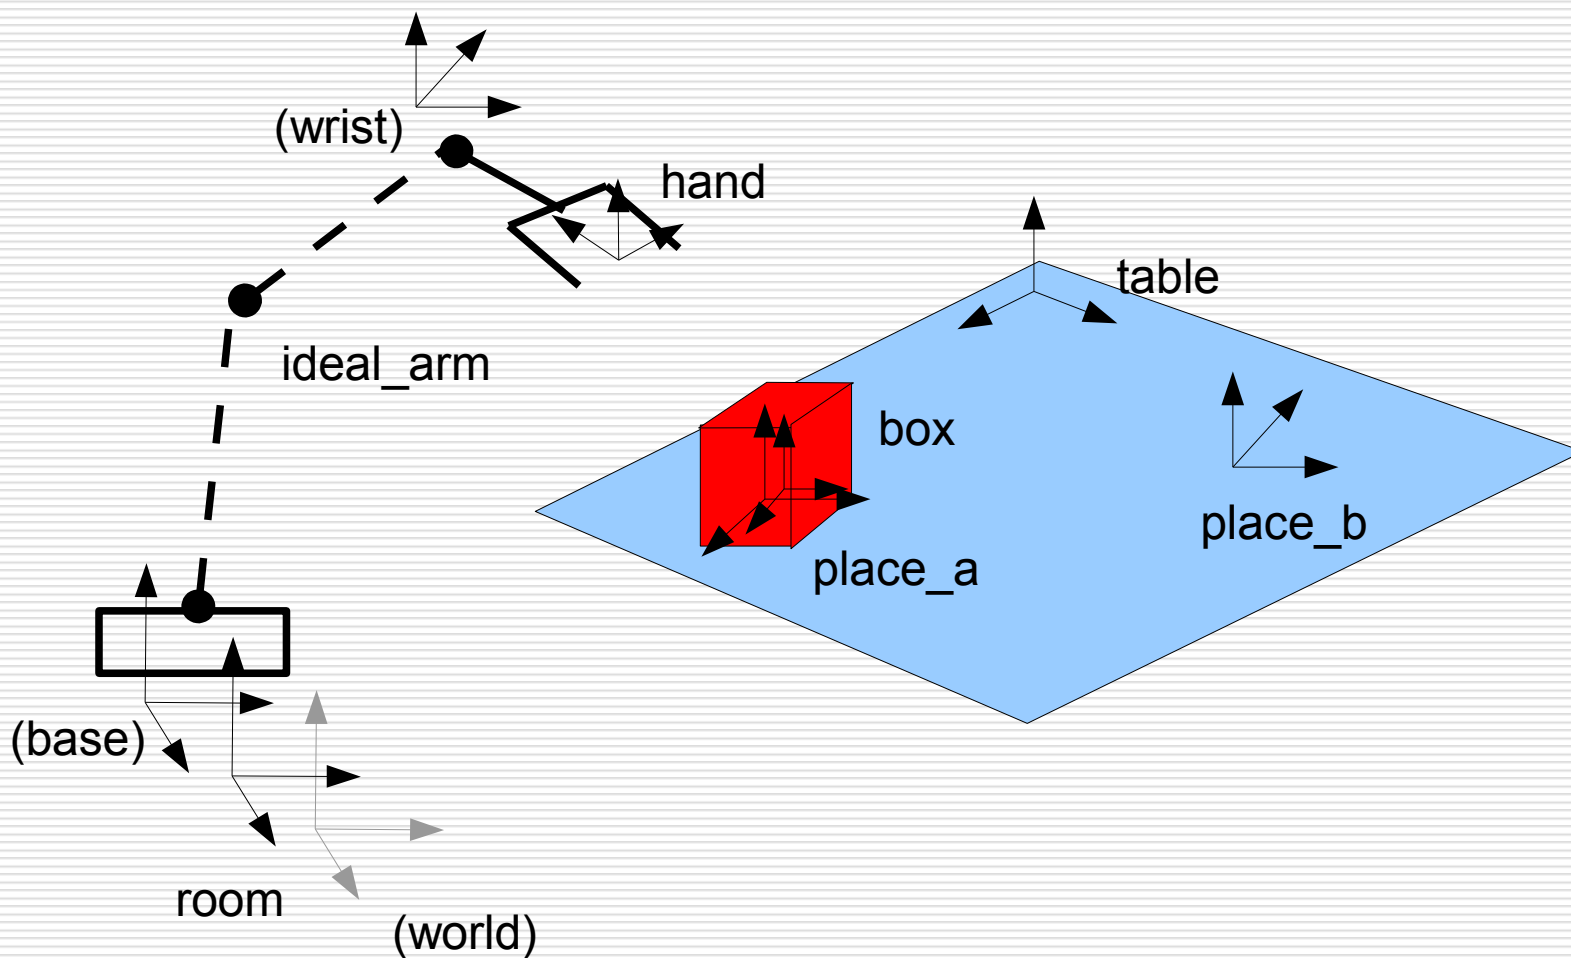 (wrist)
hand
table
ideal_arm
box
place_b
place_a
(base)
room
(world)